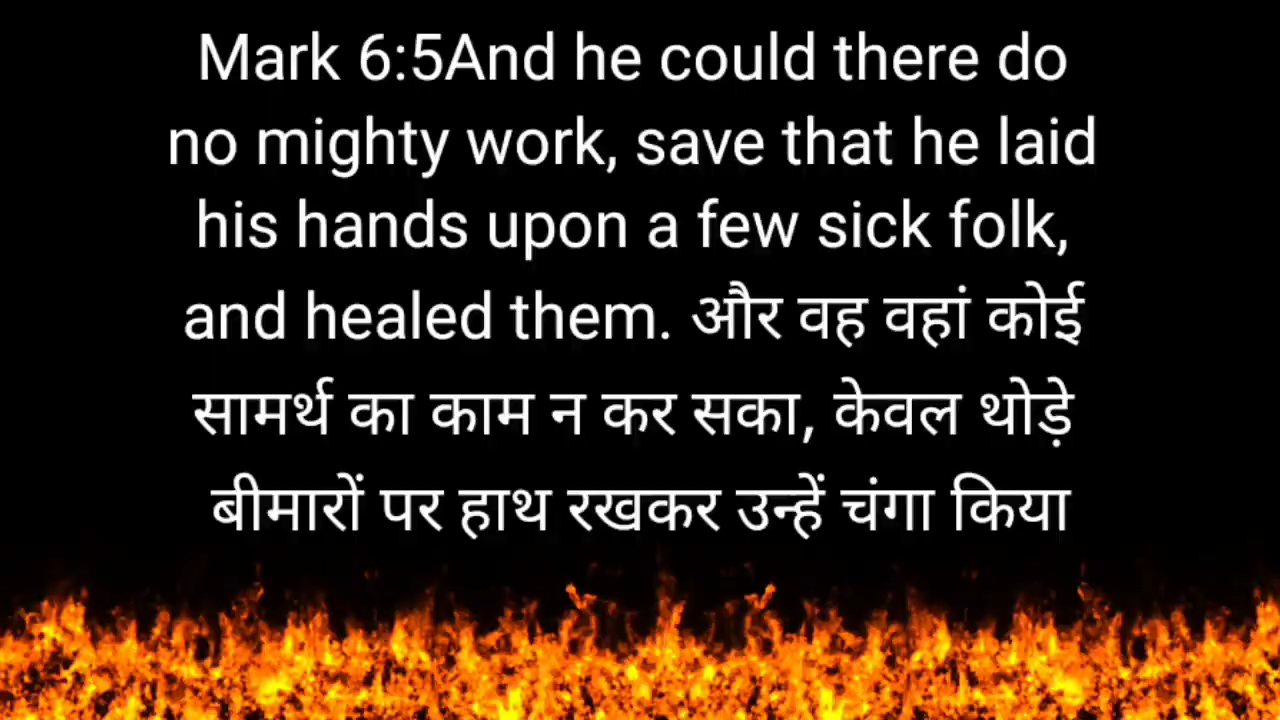 Mark 6:5And he could there do
no mighty work, save that he laid
his hands upon a few sick folk,
and healed them. और वह वहां कोई
सामर्थ का काम न कर सका, केवल थोड़े
बीमारों पर हाथ रखकर उन्हें चंगा किया